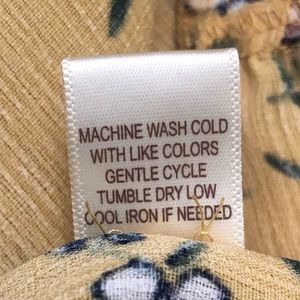 MACHINE WASH COLD
WITH LIKE COLORS
GENTLE CYCLE
TUMBLE DRY LOW
COOL IRON IF NEEDED